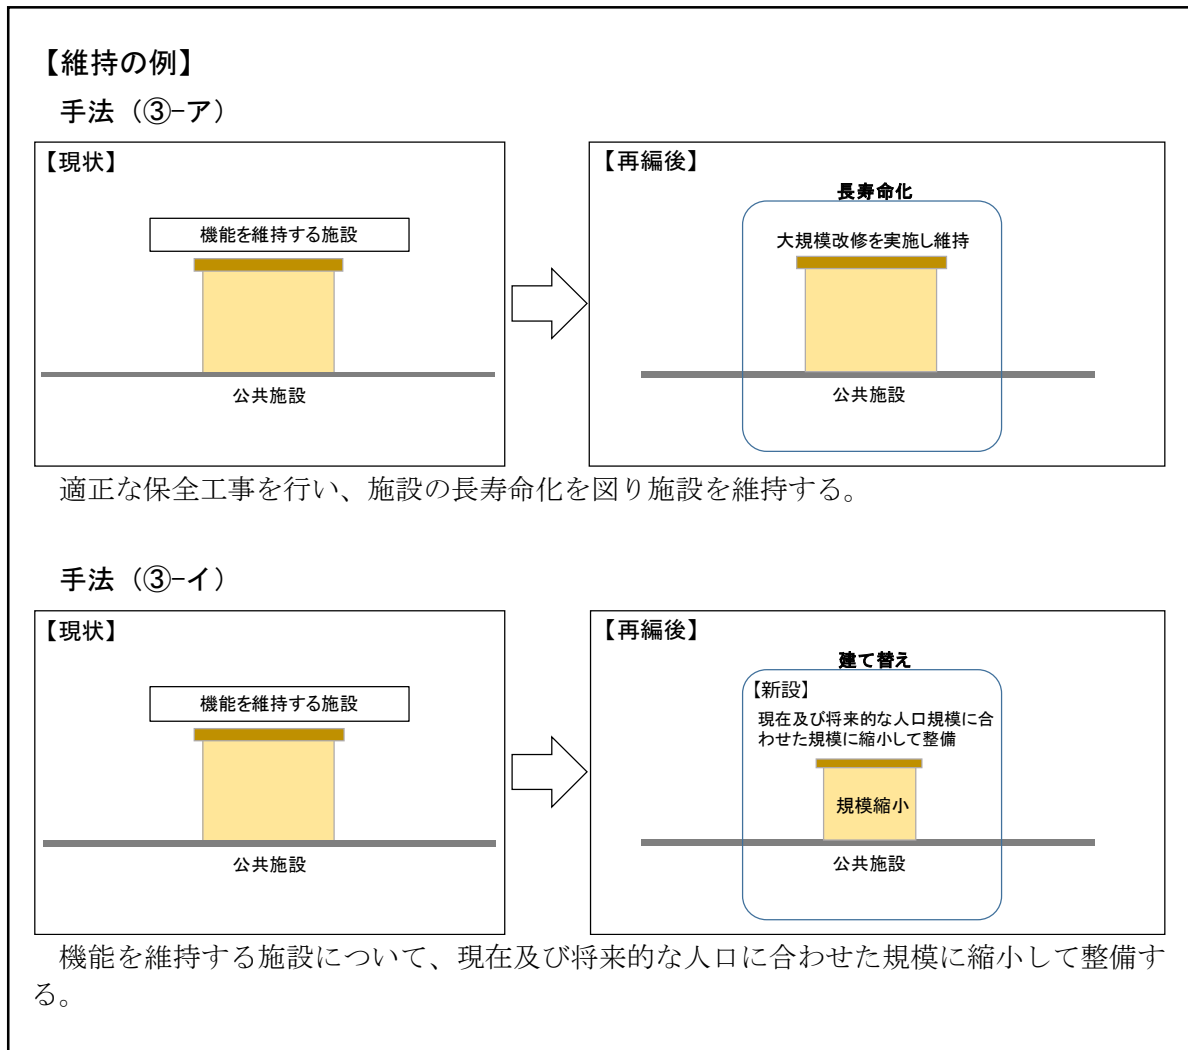 【維持の例】
手法（③-ア）
【現状】
機能を維持する施設
公共施設
【再編後】
長寿命化
大規模改修を実施し維持
公共施設
適正な保全工事を行い、施設の長寿命化を図り施設を維持する。
手法（③-イ）
【現状】
機能を維持する施設
公共施設
【再編後】
建て替え
【新設】
現在及び将来的な人口規模に合
わせた規模に縮小して整備
規模縮小
公共施設
機能を維持する施設について、現在及び将来的な人口に合わせた規模に縮小して整備す
る。